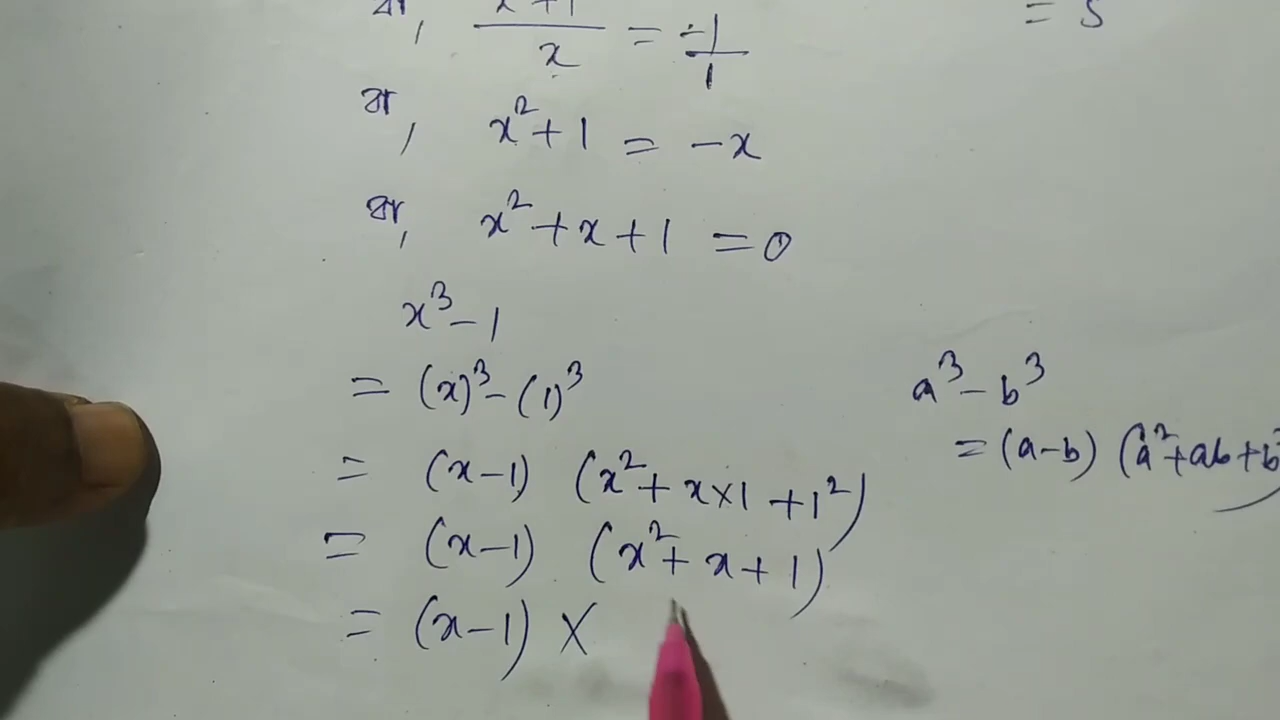 বা, x²+1 / x = -1/1
= 5
বা, x²+1 = -x
বা, x²+x+1 = 0
x³-1
= (x)³-(1)³
= (x-1) (x²+x×1+1²)
= (x-1) (x²+x+1)
= (x-1) ×
a³-b³
= (a-b) (a²+ab+b²